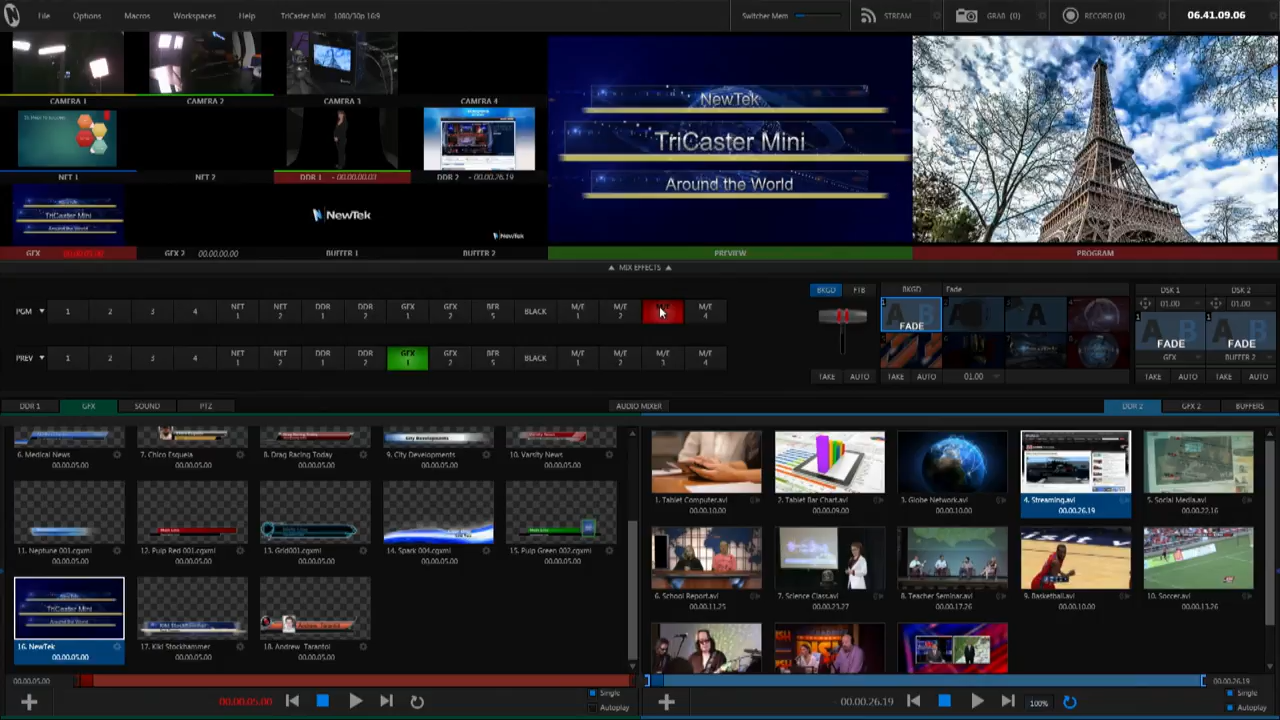 File Options Macros Workspaces Help TriCaster Mini 1080/30p 16:9 Switcher Mem STREAM GRAB (0) RECORD (0) 06.41.09.06
CAMERA 1 CAMERA 2 CAMERA 3 CAMERA 4
NET 1 NET 2 DDR 1 - 00.00.00.03 DDR 2 - 00.00.26.19
TriCaster Mini
Around the World
NewTek
NewTek
GFX 00.00.05.00 GFX 2 00.00.00.00 BUFFER 1 BUFFER 2
NewTek
TriCaster Mini
Around the World
PREVIEW PROGRAM
MIX EFFECTS
PGM 1 2 3 4 NET 1 NET 2 DDR 1 DDR 2 GFX 1 GFX 2 BFR 5 BLACK M/E 1 M/E 2 M/E M/E 4
PREV 1 2 3 4 NET 1 NET 2 DDR 1 DDR 2 GFX 1 GFX 2 BFR 5 BLACK M/E 1 M/E 2 M/E 3 M/E 4
BKGD FTB BKGD Fade DSK 1 DSK 2
01.00 01.00
FADE FADE FADE
GFX BUFFER 2
TAKE AUTO TAKE AUTO 01.00 TAKE AUTO TAKE AUTO
DDR 1 GFX SOUND PTZ AUDIO MIXER DDR 2 GFX 2 BUFFERS
6. Medical News 7. Chico Esquela 8. Drag Racing Today 9. City Developments 10. Varsity News
00.00.05.00 00.00.05.00 00.00.05.00 00.00.05.00 00.00.05.00
11. Neptune 001.cgxml 12. Pulp Red 001.cgxml 13. Grid001.cgxml 14. Spark 004.cgxml 15. Pulp Green 002.cgxml
00.00.05.00 00.00.05.00 00.00.05.00 00.00.05.00 00.00.05.00
16. NewTek 17. Kiki Stockhammer 18. Andrew Tarantol
00.00.05.00 00.00.05.00 00.00.05.00
1. Tablet Computer.avi 2. Tablet Bar Chart.avi 3. Globe Network.avi 4. Streaming.avi 5. Social Media.avi
00.00.10.00 00.00.09.00 00.00.10.00 00.00.26.19 00.00.22.16
6. School Report.avi 7. Science Class.avi 8. Teacher Seminar.avi 9. Basketball.avi 10. Soccer.avi
00.00.11.25 00.00.23.27 00.00.17.26 00.00.10.00 00.00.13.26
00.00.05.00 00.00.05.00 Single Autoplay
00.00.26.19 00.00.26.19 100% Single Autoplay